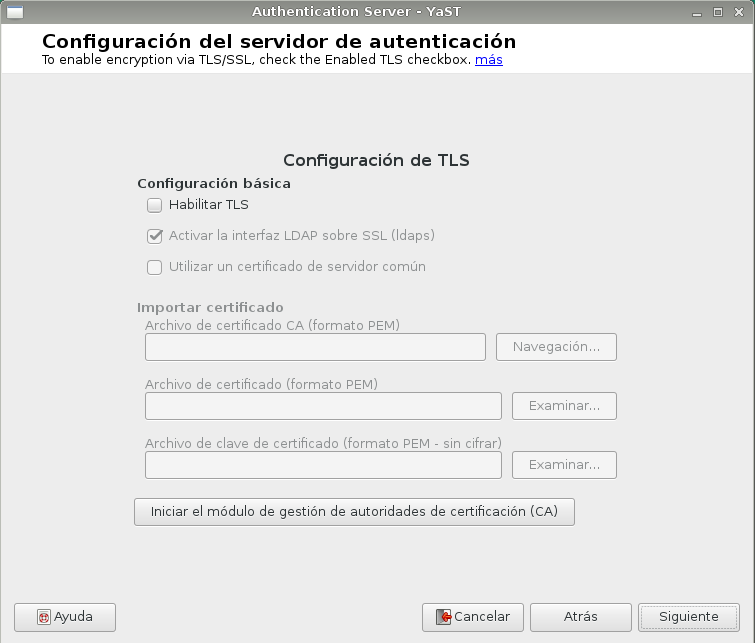 Authentication Server - YaST
Configuración del servidor de autenticación
To enable encryption via TLS/SSL, check the Enabled TLS checkbox. más
Configuración de TLS
Configuración básica
Habilitar TLS
Activar la interfaz LDAP sobre SSL (ldaps)
Utilizar un certificado de servidor común
Importar certificado
Archivo de certificado CA (formato PEM)
Navegación...
Archivo de certificado (formato PEM)
Examinar...
Archivo de clave de certificado (formato PEM - sin cifrar)
Examinar...
Iniciar el módulo de gestión de autoridades de certificación (CA)
Ayuda Cancelar Atrás Siguiente